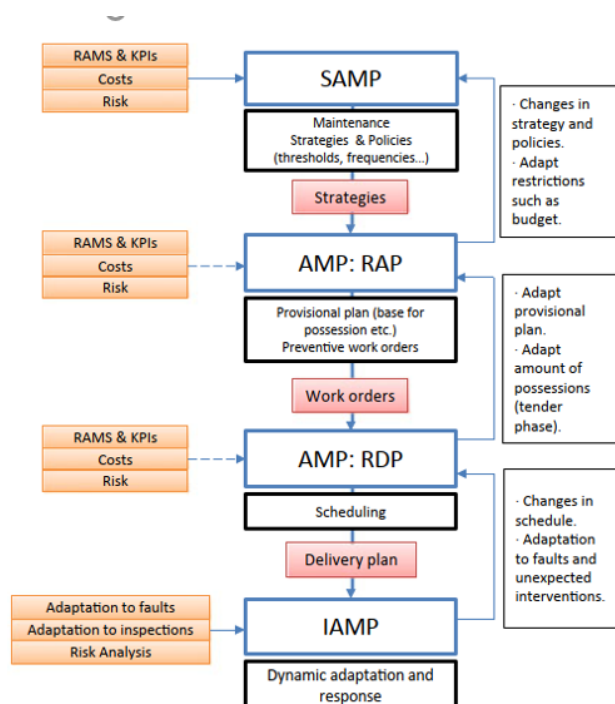 RAMS & KPIs
Costs
Risk
SAMP
Maintenance
Strategies & Policies
(thresholds, frequencies...)
Strategies
· Changes in
strategy and
policies.
· Adapt
restrictions
such as
budget.
RAMS & KPIs
Costs
Risk
AMP: RAP
Provisional plan (base for
possession etc.)
Preventive work orders
Work orders
· Adapt
provisional
plan.
· Adapt
amount of
possessions
(tender
phase).
RAMS & KPIs
Costs
Risk
AMP: RDP
Scheduling
Delivery plan
· Changes in
schedule.
· Adaptation
to faults and
unexpected
interventions.
Adaptation to faults
Adaptation to inspections
Risk Analysis
IAMP
Dynamic adaptation and
response